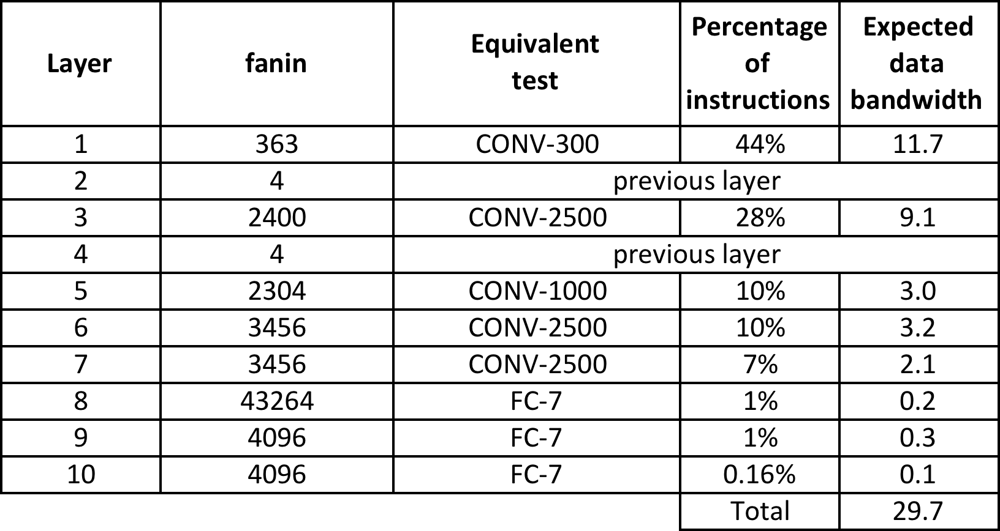 Layer fanin Equivalent test Percentage of instructions Expected data bandwidth
1 363 CONV-300 44% 11.7
2 4 previous layer
3 2400 CONV-2500 28% 9.1
4 4 previous layer
5 2304 CONV-1000 10% 3.0
6 3456 CONV-2500 10% 3.2
7 3456 CONV-2500 7% 2.1
8 43264 FC-7 1% 0.2
9 4096 FC-7 1% 0.3
10 4096 FC-7 0.16% 0.1
Total 29.7